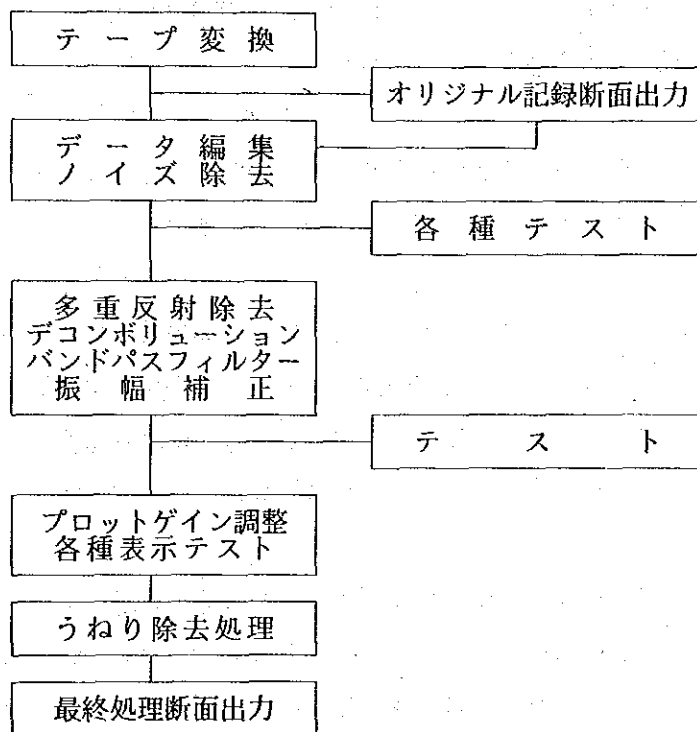 テープ変換
オリジナル記録断面出力
データ編集
ノイズ除去
各種テスト
多重反射除去
デコンボリューション
バンドパスフィルター
振幅補正
テスト
プロットゲイン調整
各種表示テスト
うねり除去処理
最終処理断面出力